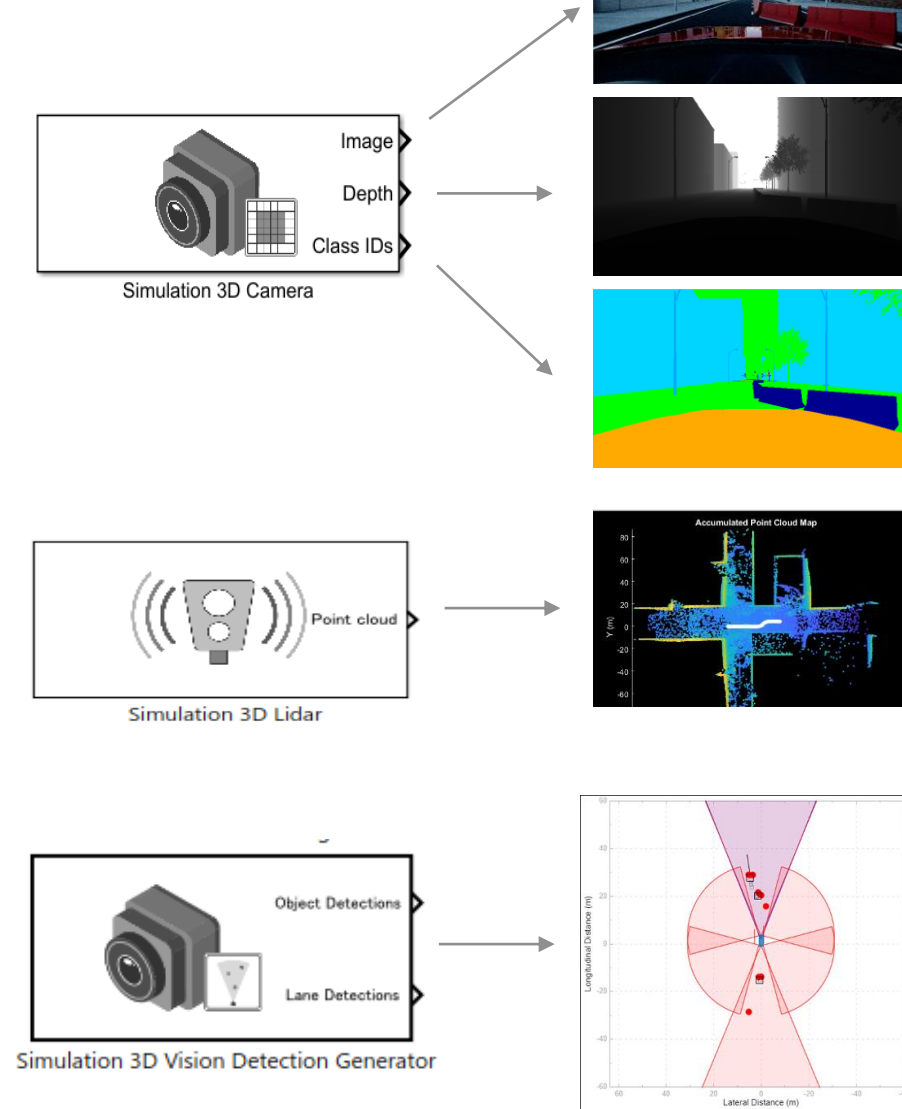 Image
Depth
Class IDs
Simulation 3D Camera
Accumulated Point Cloud Map
80
60
40
20
0
-20
-40
-60
Y (m)
Point cloud
Simulation 3D Lidar
Object Detections
Lane Detections
Simulation 3D Vision Detection Generator
60
40
20
0
-20
-40
-60
Longitudinal Distance (m)
60
40
20
0
-20
-40
Lateral Distance (m)